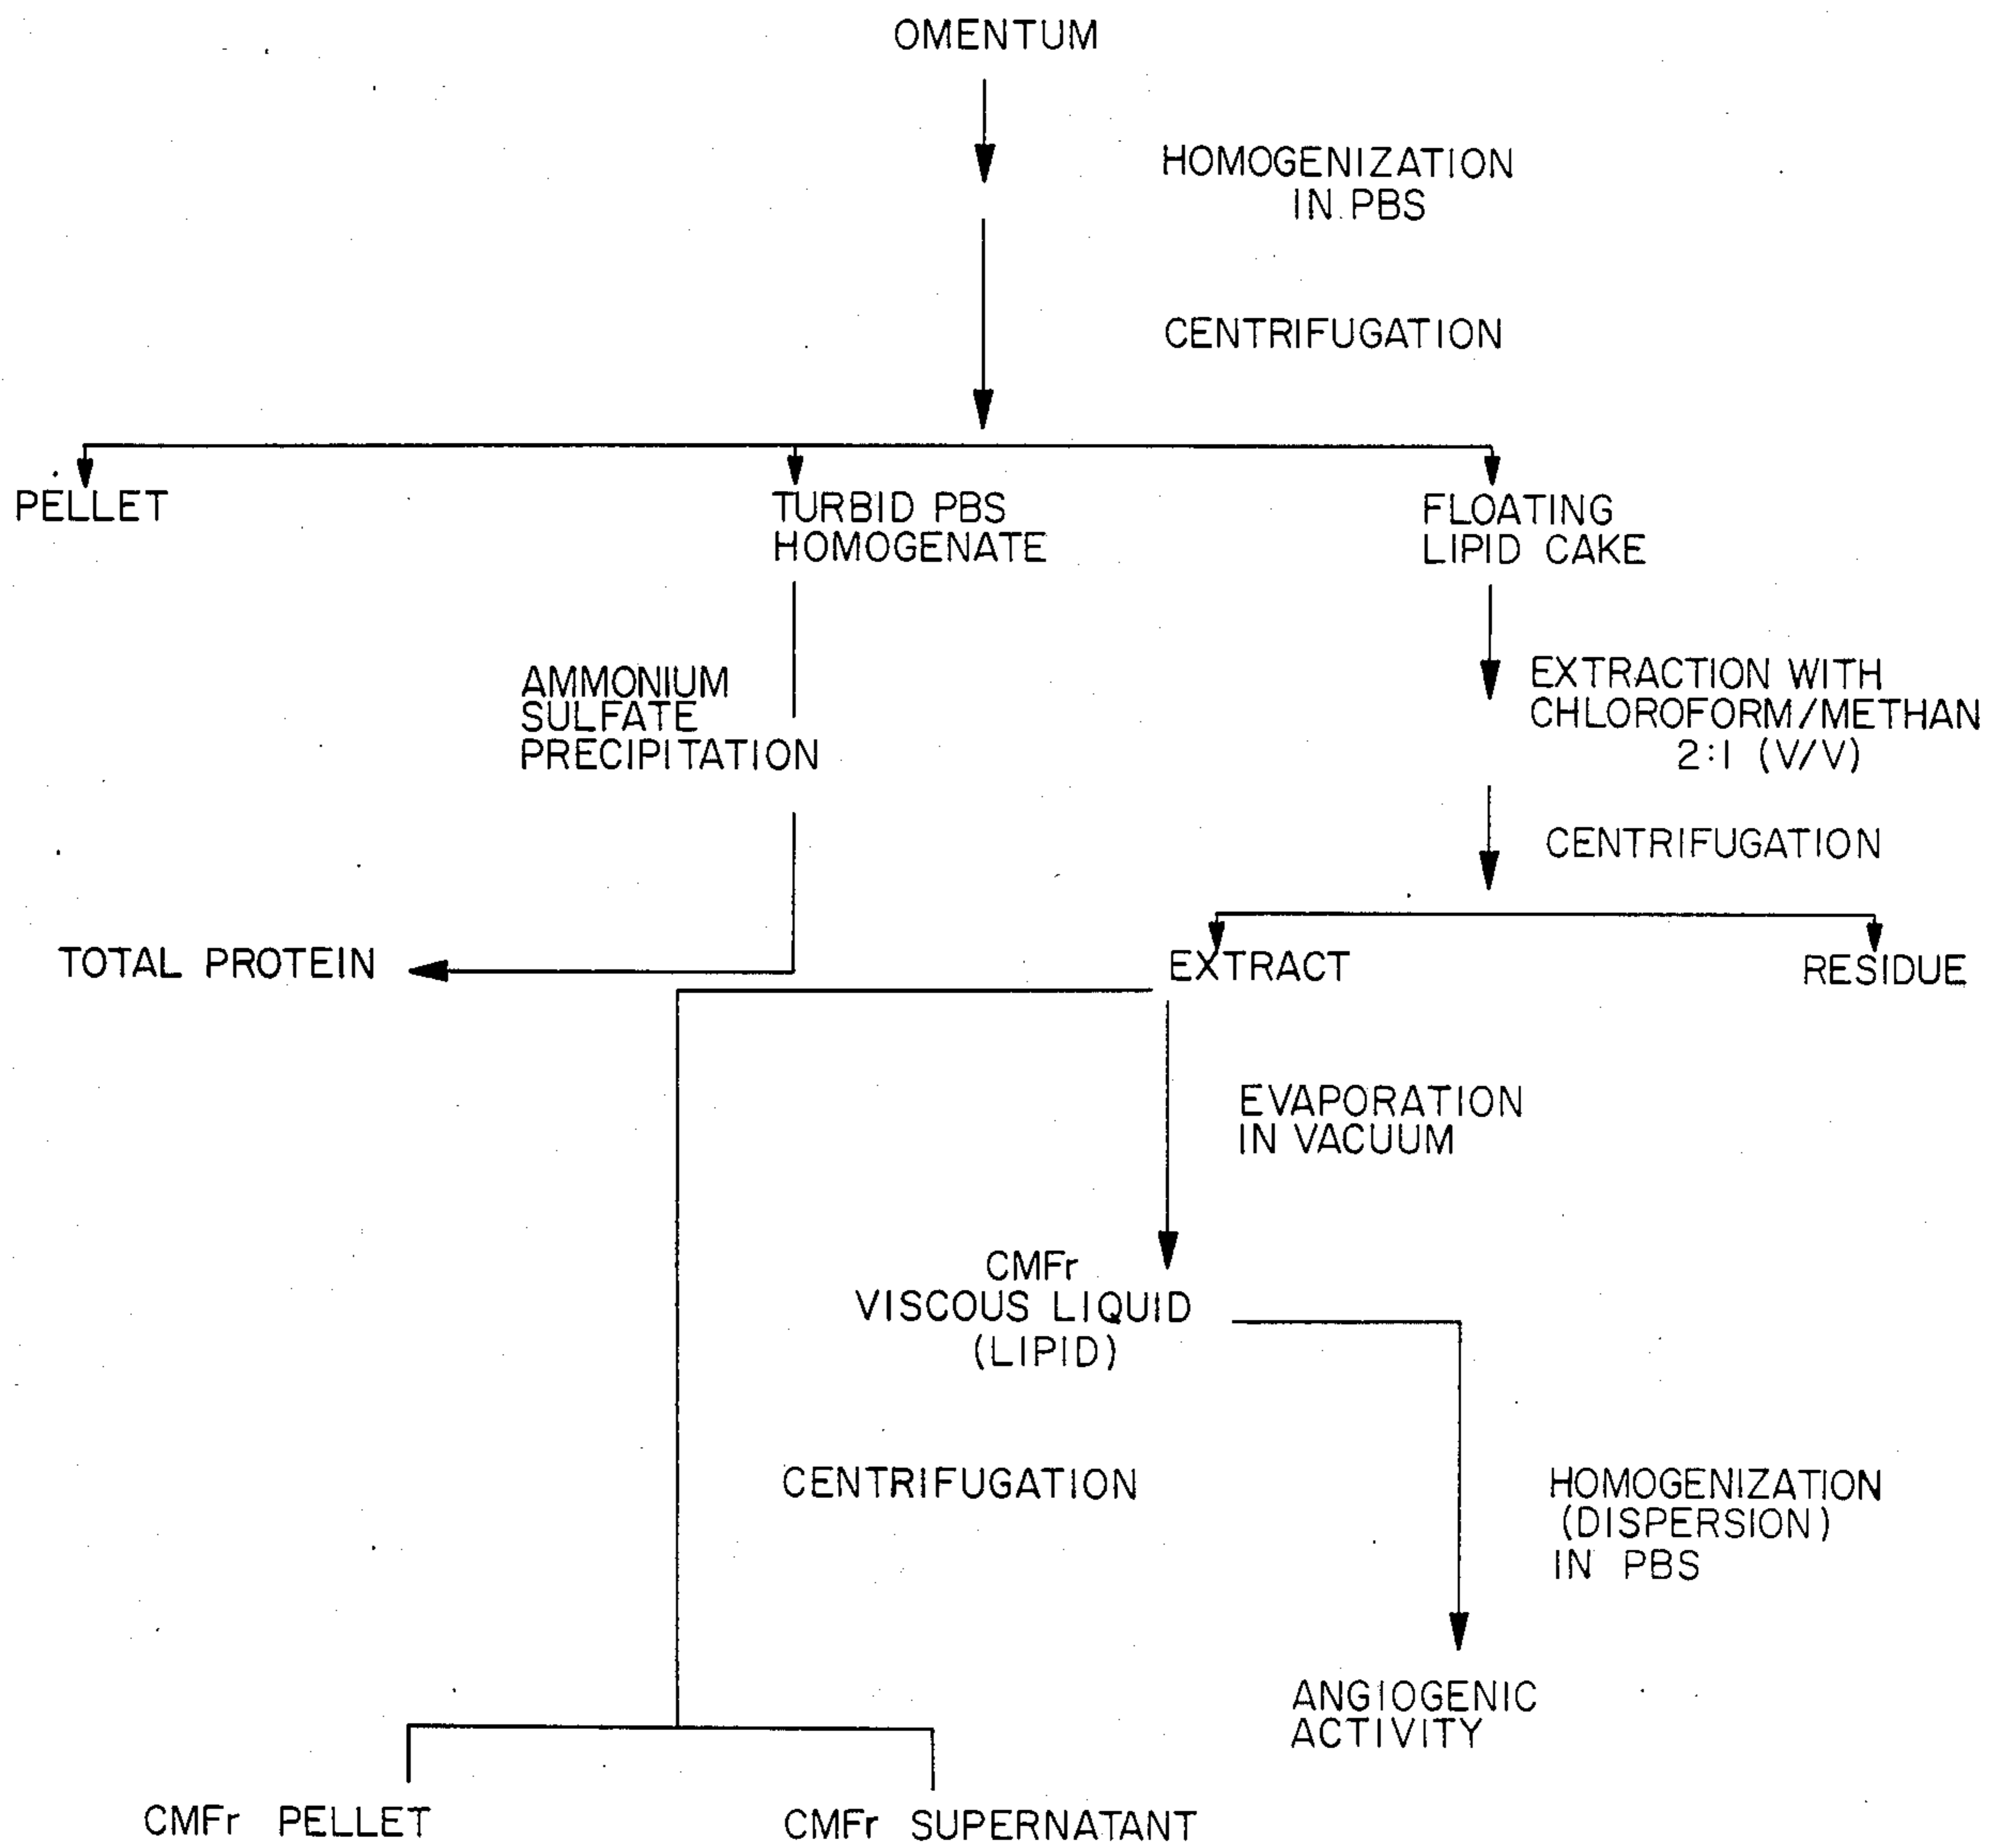 OMENTUM
HOMOGENIZATION
IN PBS
CENTRIFUGATION
PELLET
TURBID PBS
HOMOGENATE
FLOATING
LIPID CAKE
AMMONIUM
SULFATE
PRECIPITATION
EXTRACTION WITH
CHLOROFORM/METHAN
2:1 (V/V)
CENTRIFUGATION
TOTAL PROTEIN
EXTRACT
RESIDUE
EVAPORATION
IN VACUUM
CMFr
VISCOUS LIQUID
(LIPID)
CENTRIFUGATION
HOMOGENIZATION
(DISPERSION)
IN PBS
ANGIOGENIC
ACTIVITY
CMFr PELLET
CMFr SUPERNATANT